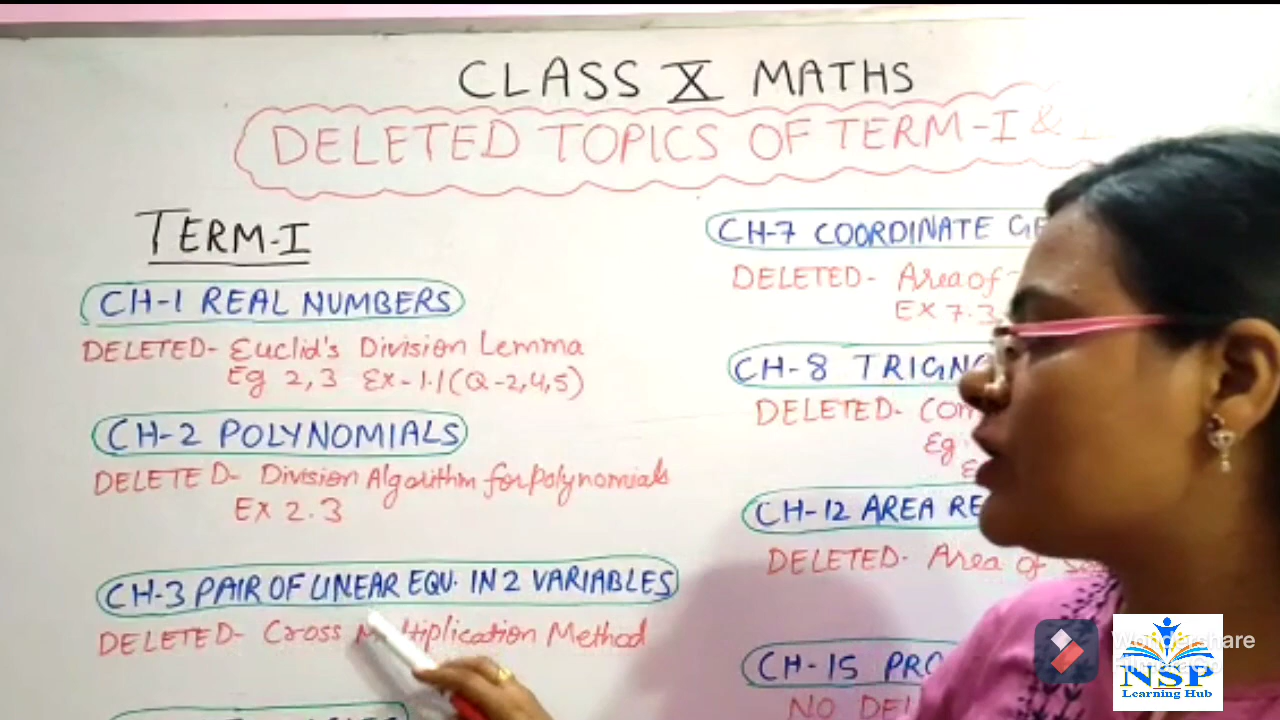 CLASS X MATHS
DELETED TOPICS OF TERM-I &
TERM-I
CH-1 REAL NUMBERS
DELETED- Euclid's Division Lemma
Eg 2,3 Ex-1.1(Q-2,4,5)
CH-2 POLYNOMIALS
DELETED- Division Algorithm for Polynomials
Ex 2.3
CH-3 PAIR OF LINEAR EQU. IN 2 VARIABLES
DELETED- Cross Multiplication Method
CH-7 COORDINATE GE
DELETED- Area of
EX 7.3
CH-8 TRIGNO
DELETED- Com
Eg
CH-12 AREA RE
DELETED- Area of
CH-15 PRO
NO DEL
Wondershare
NSP
Learning Hub